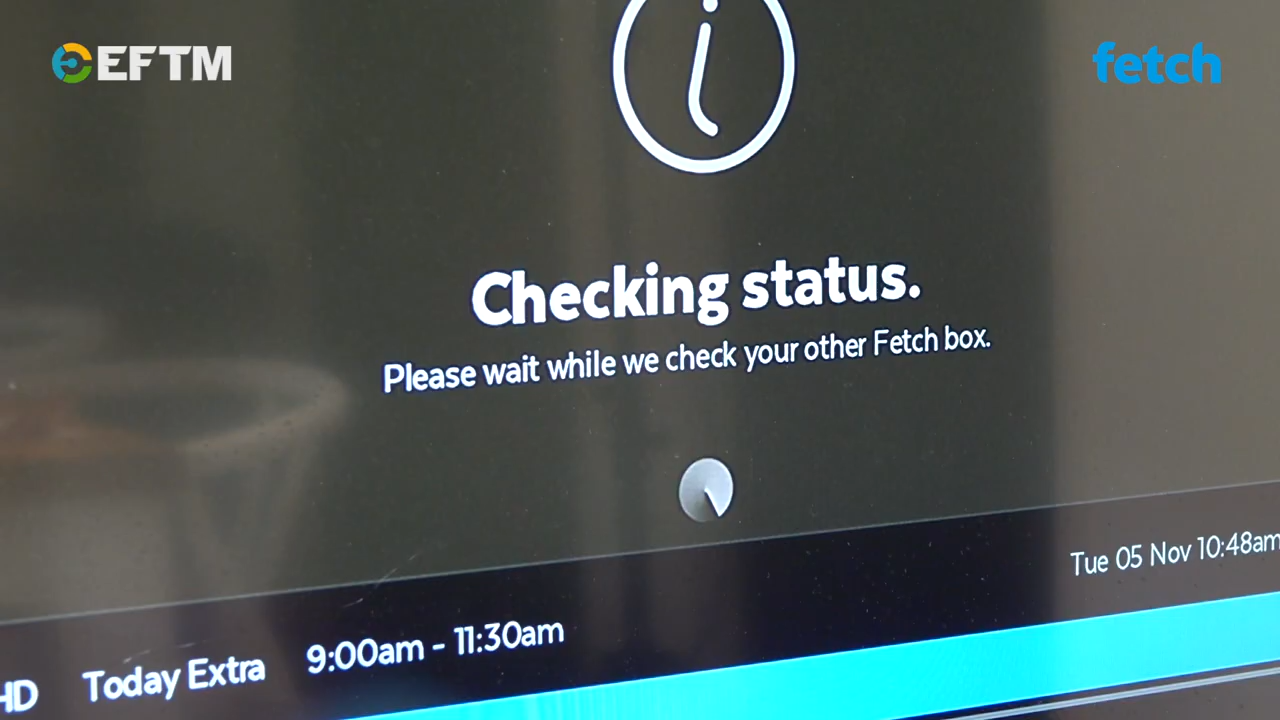 EFTM
fetch
i
Checking status.
Please wait while we check your other Fetch box.
Tue 05 Nov 10:48am
HD Today Extra 9:00am - 11:30am